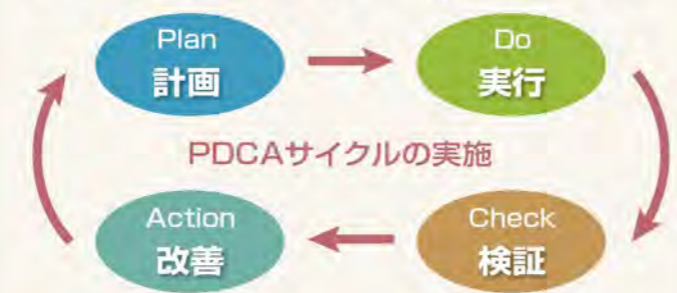 Plan
計画
Do
実行
PDCAサイクルの実施
Action
改善
Check
検証